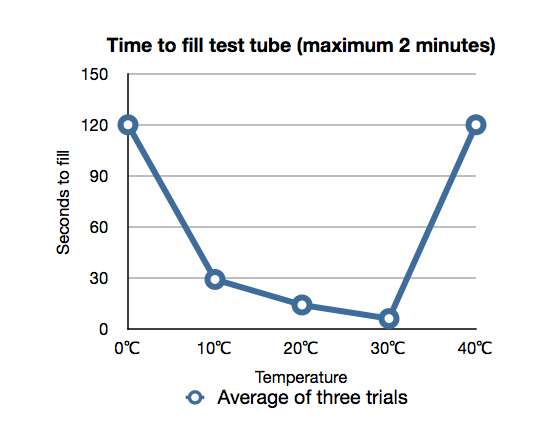 Time to fill test tube (maximum 2 minutes)
150
120
90
60
30
0
Seconds to fill
0℃ 10℃ 20℃ 30℃ 40℃
Temperature
Average of three trials